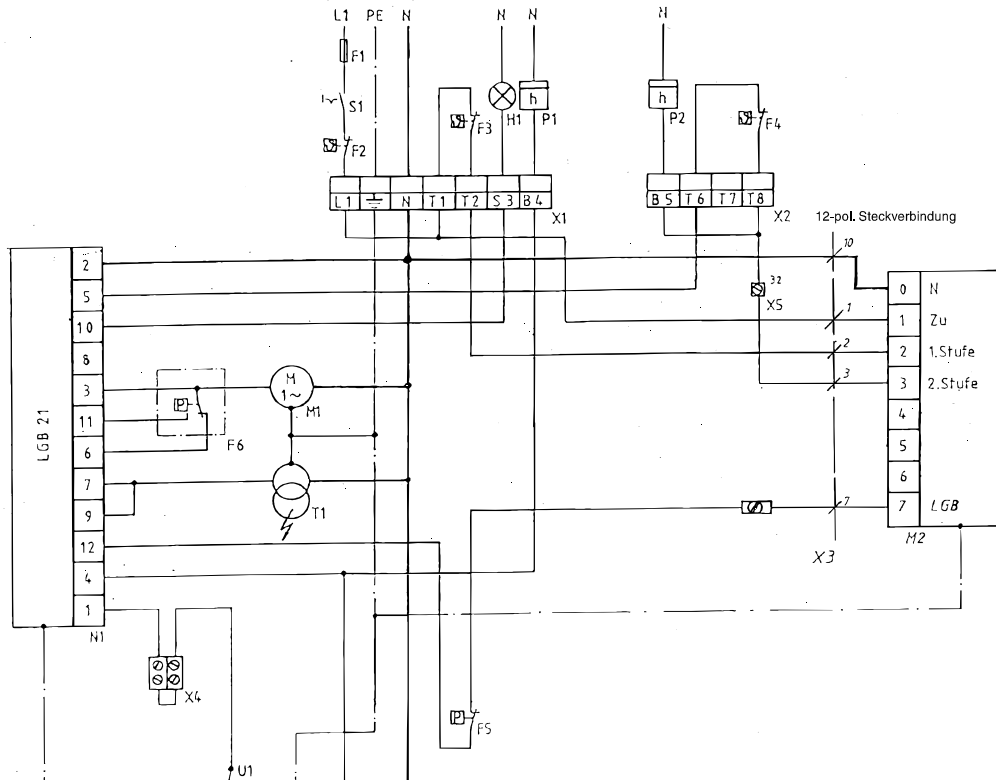 L1 PE N N N N
F1
S1
F2
F3
H1
h
P1
h
P2
F4
L1 N T1 T2 S3 B4
X1
B5 T6 T7 T8
X2
12-pol. Steckverbindung
LGB 21
2
5
10
8
3
11
6
7
9
12
4
1
N1
P
F6
M
1~
M1
T1
32
X5
10
1
2
3
7
X3
0 N
1 Zu
2 1.Stufe
3 2.Stufe
4
5
6
7 LGB
M2
X4
P
F5
U1